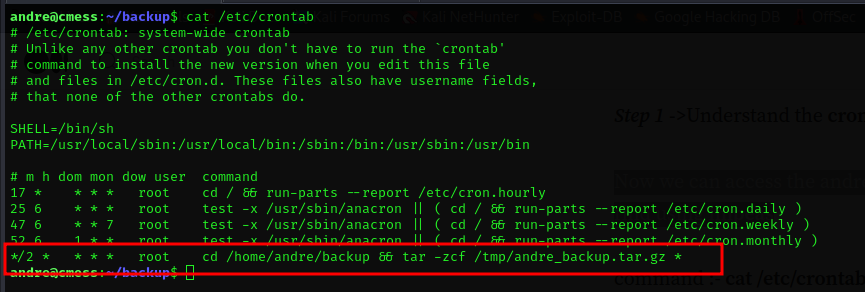 andre@cmess:~/backup$ cat /etc/crontab
# /etc/crontab: system-wide crontab
# Unlike any other crontab you don't have to run the `crontab'
# command to install the new version when you edit this file
# and files in /etc/cron.d. These files also have username fields,
# that none of the other crontabs do.
SHELL=/bin/sh
PATH=/usr/local/sbin:/usr/local/bin:/sbin:/bin:/usr/sbin:/usr/bin
# m h dom mon dow user  command
17 *    * * *   root    cd / && run-parts --report /etc/cron.hourly
25 6    * * *   root    test -x /usr/sbin/anacron || ( cd / && run-parts --report /etc/cron.daily )
47 6    * * 7   root    test -x /usr/sbin/anacron || ( cd / && run-parts --report /etc/cron.weekly )
52 6    1 * *   root    test -x /usr/sbin/anacron || ( cd / && run-parts --report /etc/cron.monthly )
*/2 *   * * *   root    cd /home/andre/backup && tar -zcf /tmp/andre_backup.tar.gz *
andre@cmess:~/backup$
Forums
Exploit-DB
Google Hacking DB
OffSec
Step 1 ->Understand the cron
command :- cat /etc/crontab